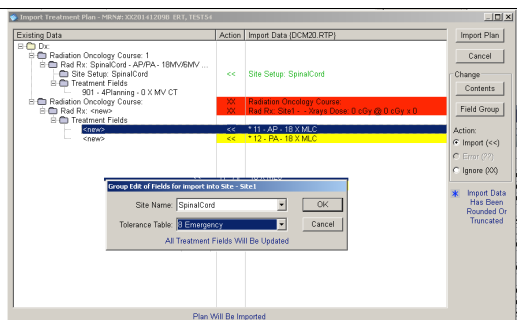 Import Treatment Plan - MRN#: XX201412098 ERT, TEST54
Existing Data Action Import Data (DCM20.RTP)
Dx:
Radiation Oncology Course: 1
Rad Rx: SpinalCord - AP/PA - 18MV/6MV ...
Site Setup: SpinalCord << Site Setup: SpinalCord
Treatment Fields
901 - 4Planning - 0 X MV CT
Radiation Oncology Course: XX Radiation Oncology Course:
Rad Rx: <new> XX Rad Rx: Site1 - - Xrays Dose: 0 cGy @ 0 cGy x 0
Treatment Fields
<new> << * 11 - AP - 18 X MLC
<new> << * 12 - PA - 18 X MLC
Import Plan
Cancel
Change
Contents
Field Group
Action:
Import (<<)
Error (??)
Ignore (XX)
Import Data
Has Been
Rounded Or
Truncated
Group Edit of Fields for import into Site - Site1
Site Name: SpinalCord OK
Tolerance Table: 8 Emergency Cancel
All Treatment Fields Will Be Updated
Plan Will Be Imported